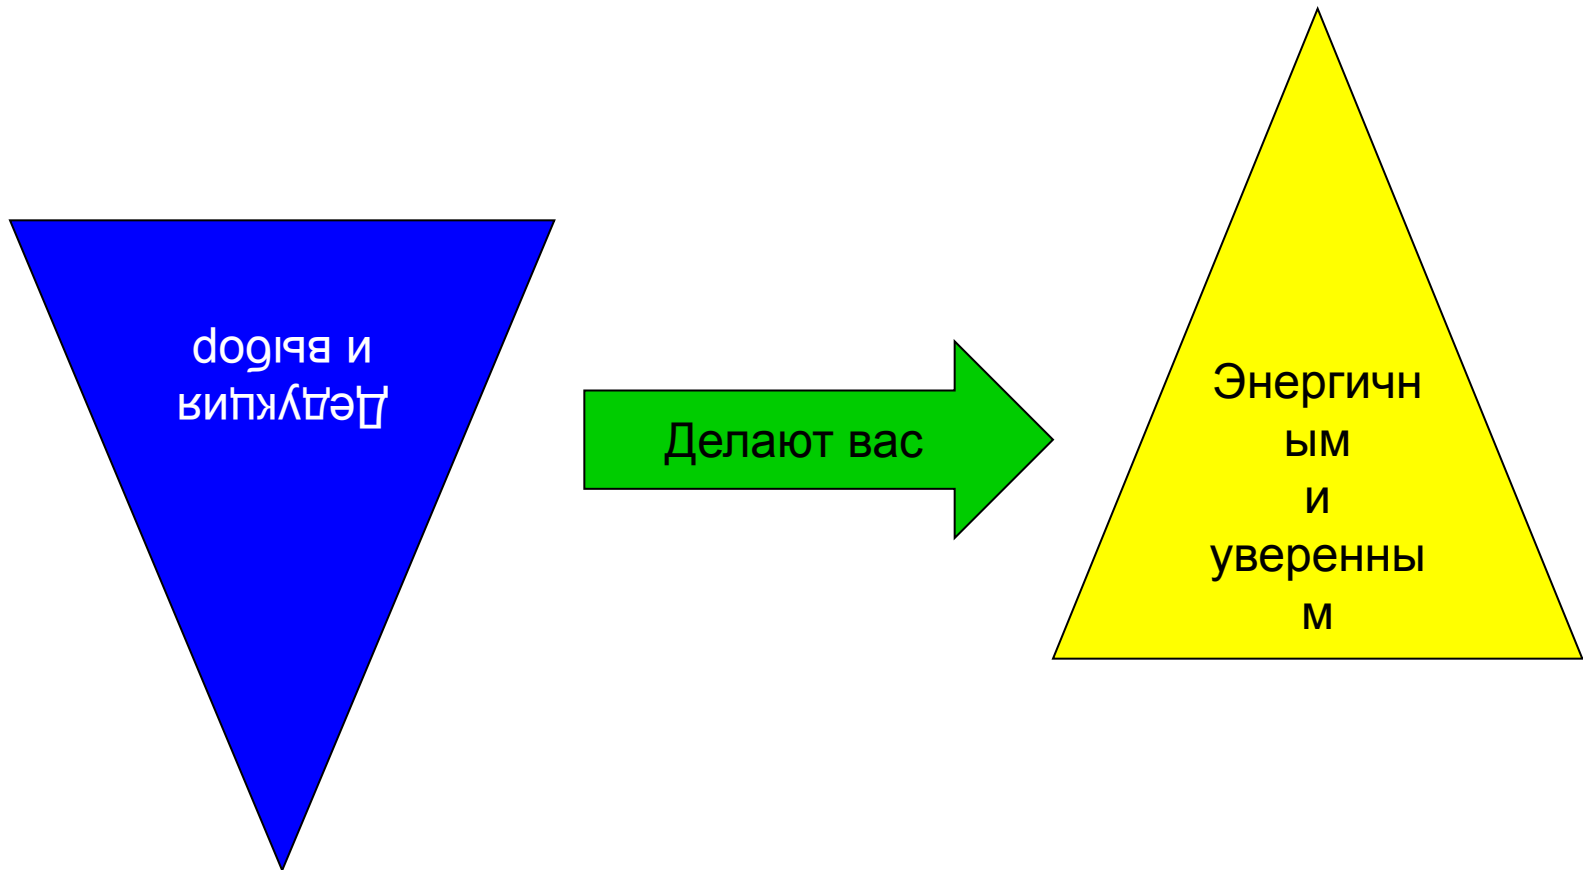 Дедукция
и выбор
Делают вас
Энергичн
ым
и
уверенны
м